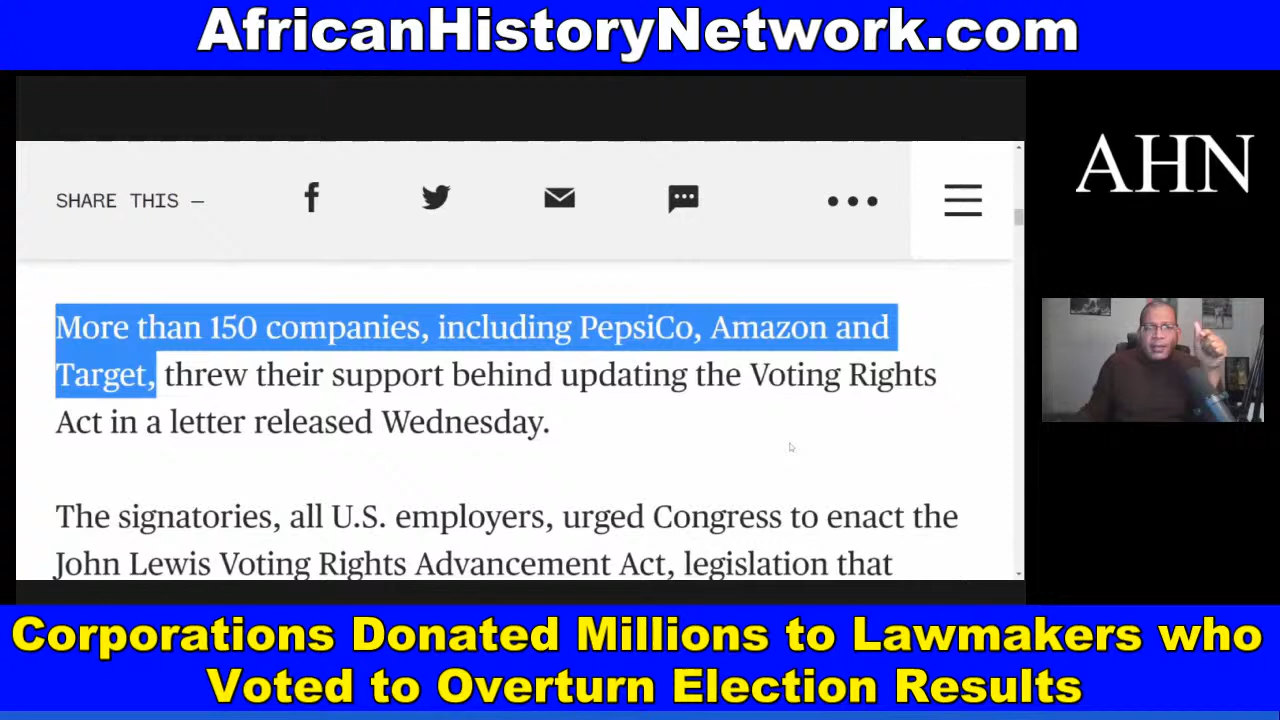 AfricanHistoryNetwork.com
AHN
SHARE THIS —
More than 150 companies, including PepsiCo, Amazon and
Target, threw their support behind updating the Voting Rights
Act in a letter released Wednesday.
The signatories, all U.S. employers, urged Congress to enact the
John Lewis Voting Rights Advancement Act, legislation that
Corporations Donated Millions to Lawmakers who
Voted to Overturn Election Results